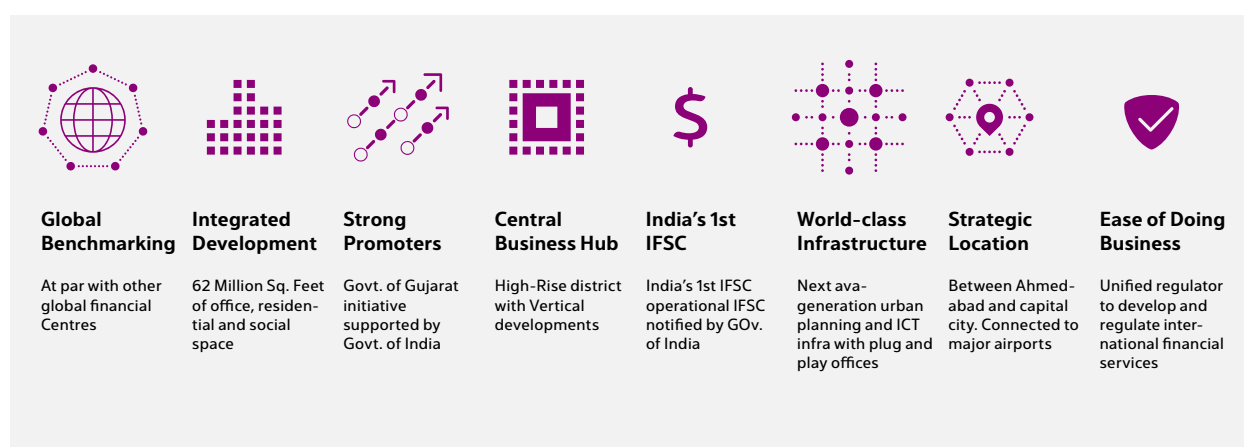 Global
Benchmarking
At par with other
global financial
Centres
Integrated
Development
62 Million Sq. Feet
of office, residen-
tial and social
space
Strong
Promoters
Govt. of Gujarat
initiative
supported by
Govt. of India
Central
Business Hub
High-Rise district
with Vertical
developments
$
India's 1st
IFSC
India's 1st IFSC
operational IFSC
notified by GOv.
of India
World-class
Infrastructure
Next ava-
generation urban
planning and ICT
infra with plug and
play offices
Strategic
Location
Between Ahmed-
abad and capital
city. Connected to
major airports
Ease of Doing
Business
Unified regulator
to develop and
regulate inter-
national financial
services